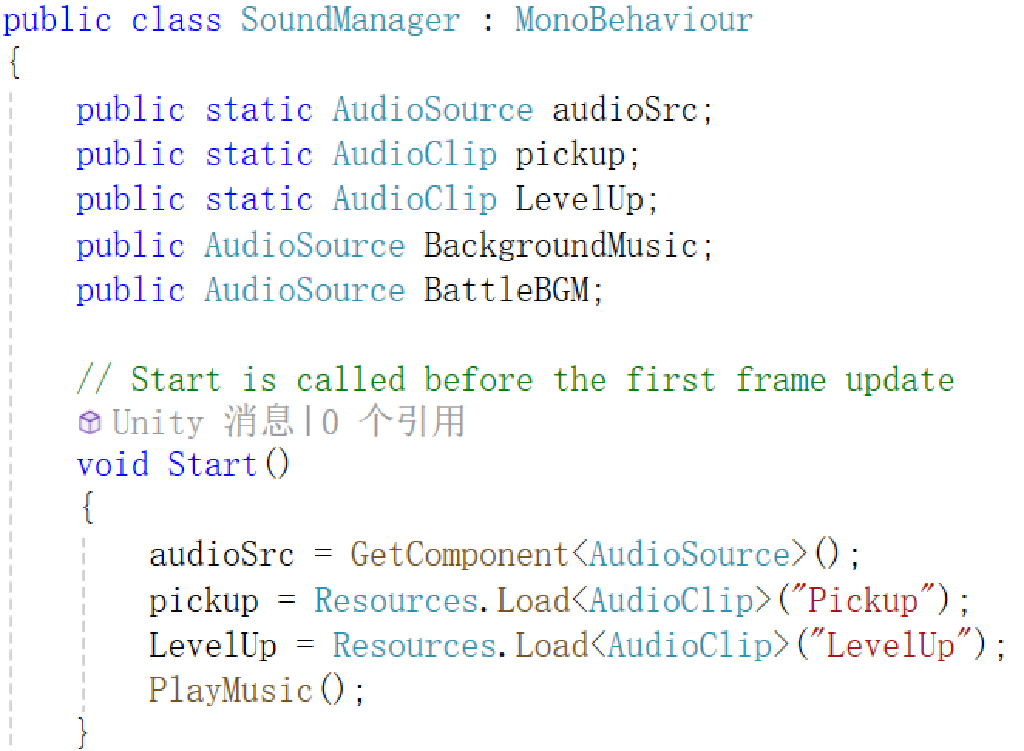 public class SoundManager : MonoBehaviour
{
    public static AudioSource audioSrc;
    public static AudioClip pickup;
    public static AudioClip LevelUp;
    public AudioSource BackgroundMusic;
    public AudioSource BattleBGM;

    // Start is called before the first frame update
    Unity 消息|0 个引用
    void Start()
    {
        audioSrc = GetComponent<AudioSource>();
        pickup = Resources.Load<AudioClip>("Pickup");
        LevelUp = Resources.Load<AudioClip>("LevelUp");
        PlayMusic();
    }